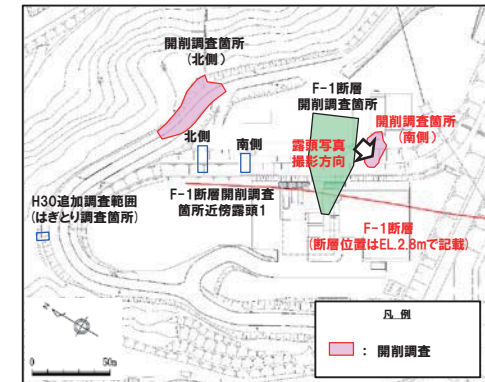 開削調査箇所
(北側)
F-1断層
開削調査箇所
開削調査箇所
(南側)
露頭写真
撮影方向
北側
南側
F-1断層開削調査
箇所近傍露頭1
H30追加調査範囲
(はぎとり調査箇所)
F-1断層
(断層位置はEL.2.8mで記載)
N
0 50m
凡 例
: 開削調査